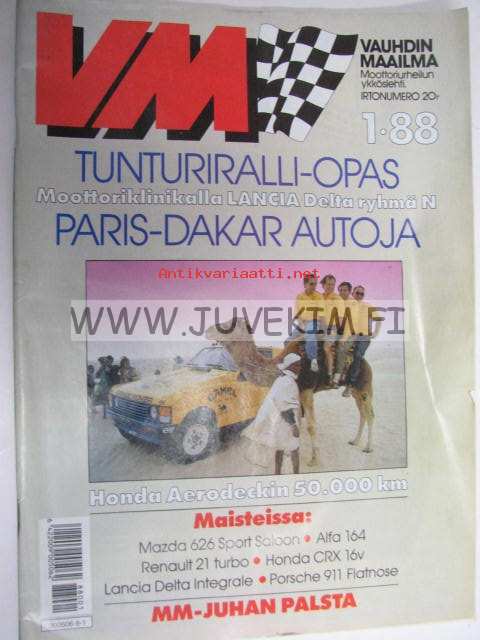 VM
VAUHDIN
MAAILMA
Moottoriurheilun
ykköslehti.
IRTONUMERO 20,-
1•88
TUNTURIRALLI-OPAS
Moottoriklinikalla LANCIA Delta ryhmä N
PARIS-DAKAR AUTOJA
Antikvariaatti.net
WWW.JUVEKIM.FI
CAMEL
Honda Aerodeckin 50.000 km
Maisteissa:
Mazda 626 Sport Saloon • Alfa 164
Renault 21 turbo • Honda CRX 16v
Lancia Delta Integrale • Porsche 911 Flatnose
MM-JUHAN PALSTA